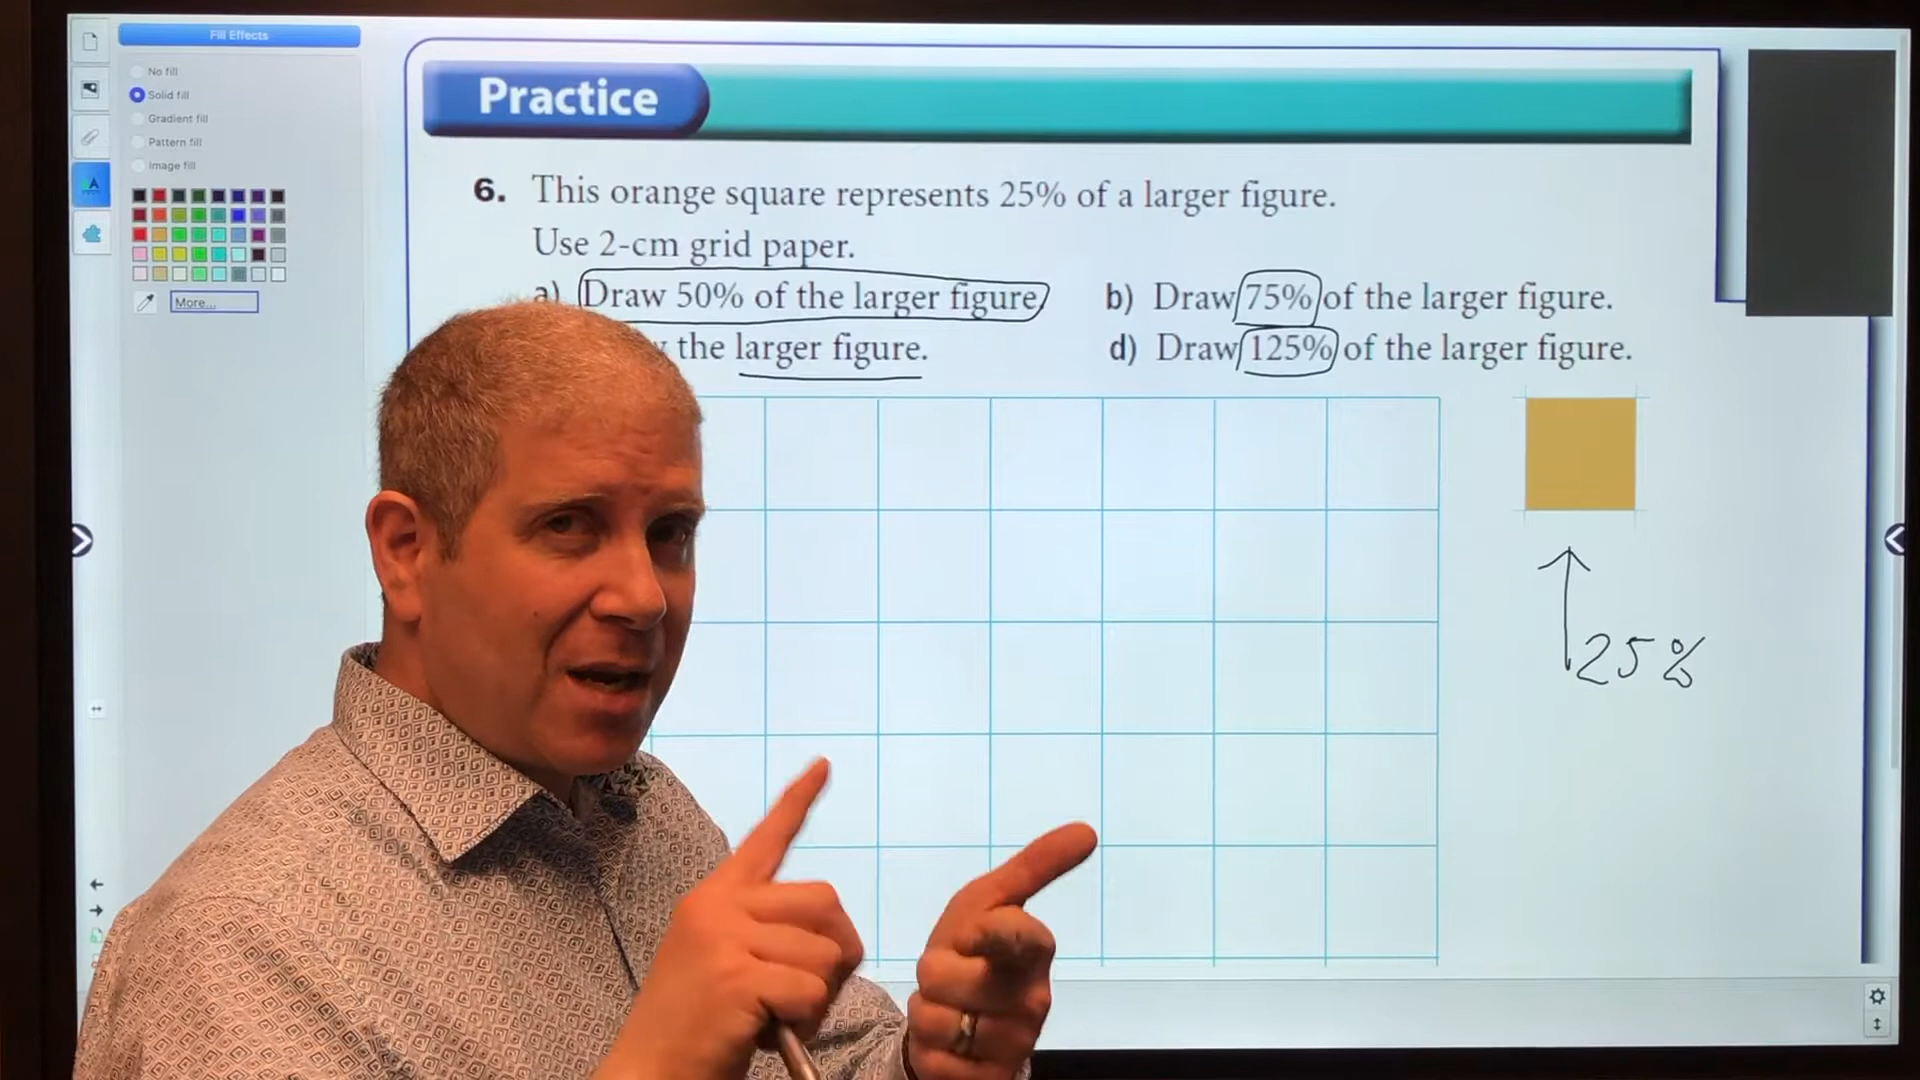 Fill Effects
No fill
Solid fill
Gradient fill
Pattern fill
Image fill
More...
Practice
6. This orange square represents 25% of a larger figure.
Use 2-cm grid paper.
a) Draw 50% of the larger figure
b) Draw 75% of the larger figure.
the larger figure.
d) Draw 125% of the larger figure.
25%